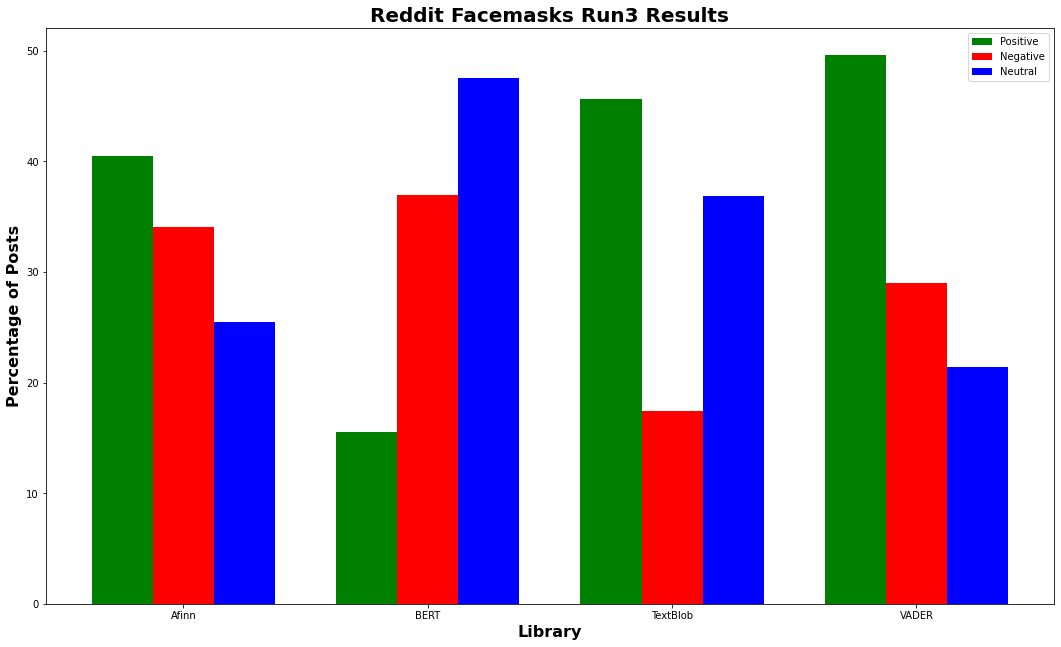 Reddit Facemasks Run3 Results
Positive
Negative
Neutral
Percentage of Posts
50
40
30
20
10
0
Afinn BERT TextBlob VADER
Library